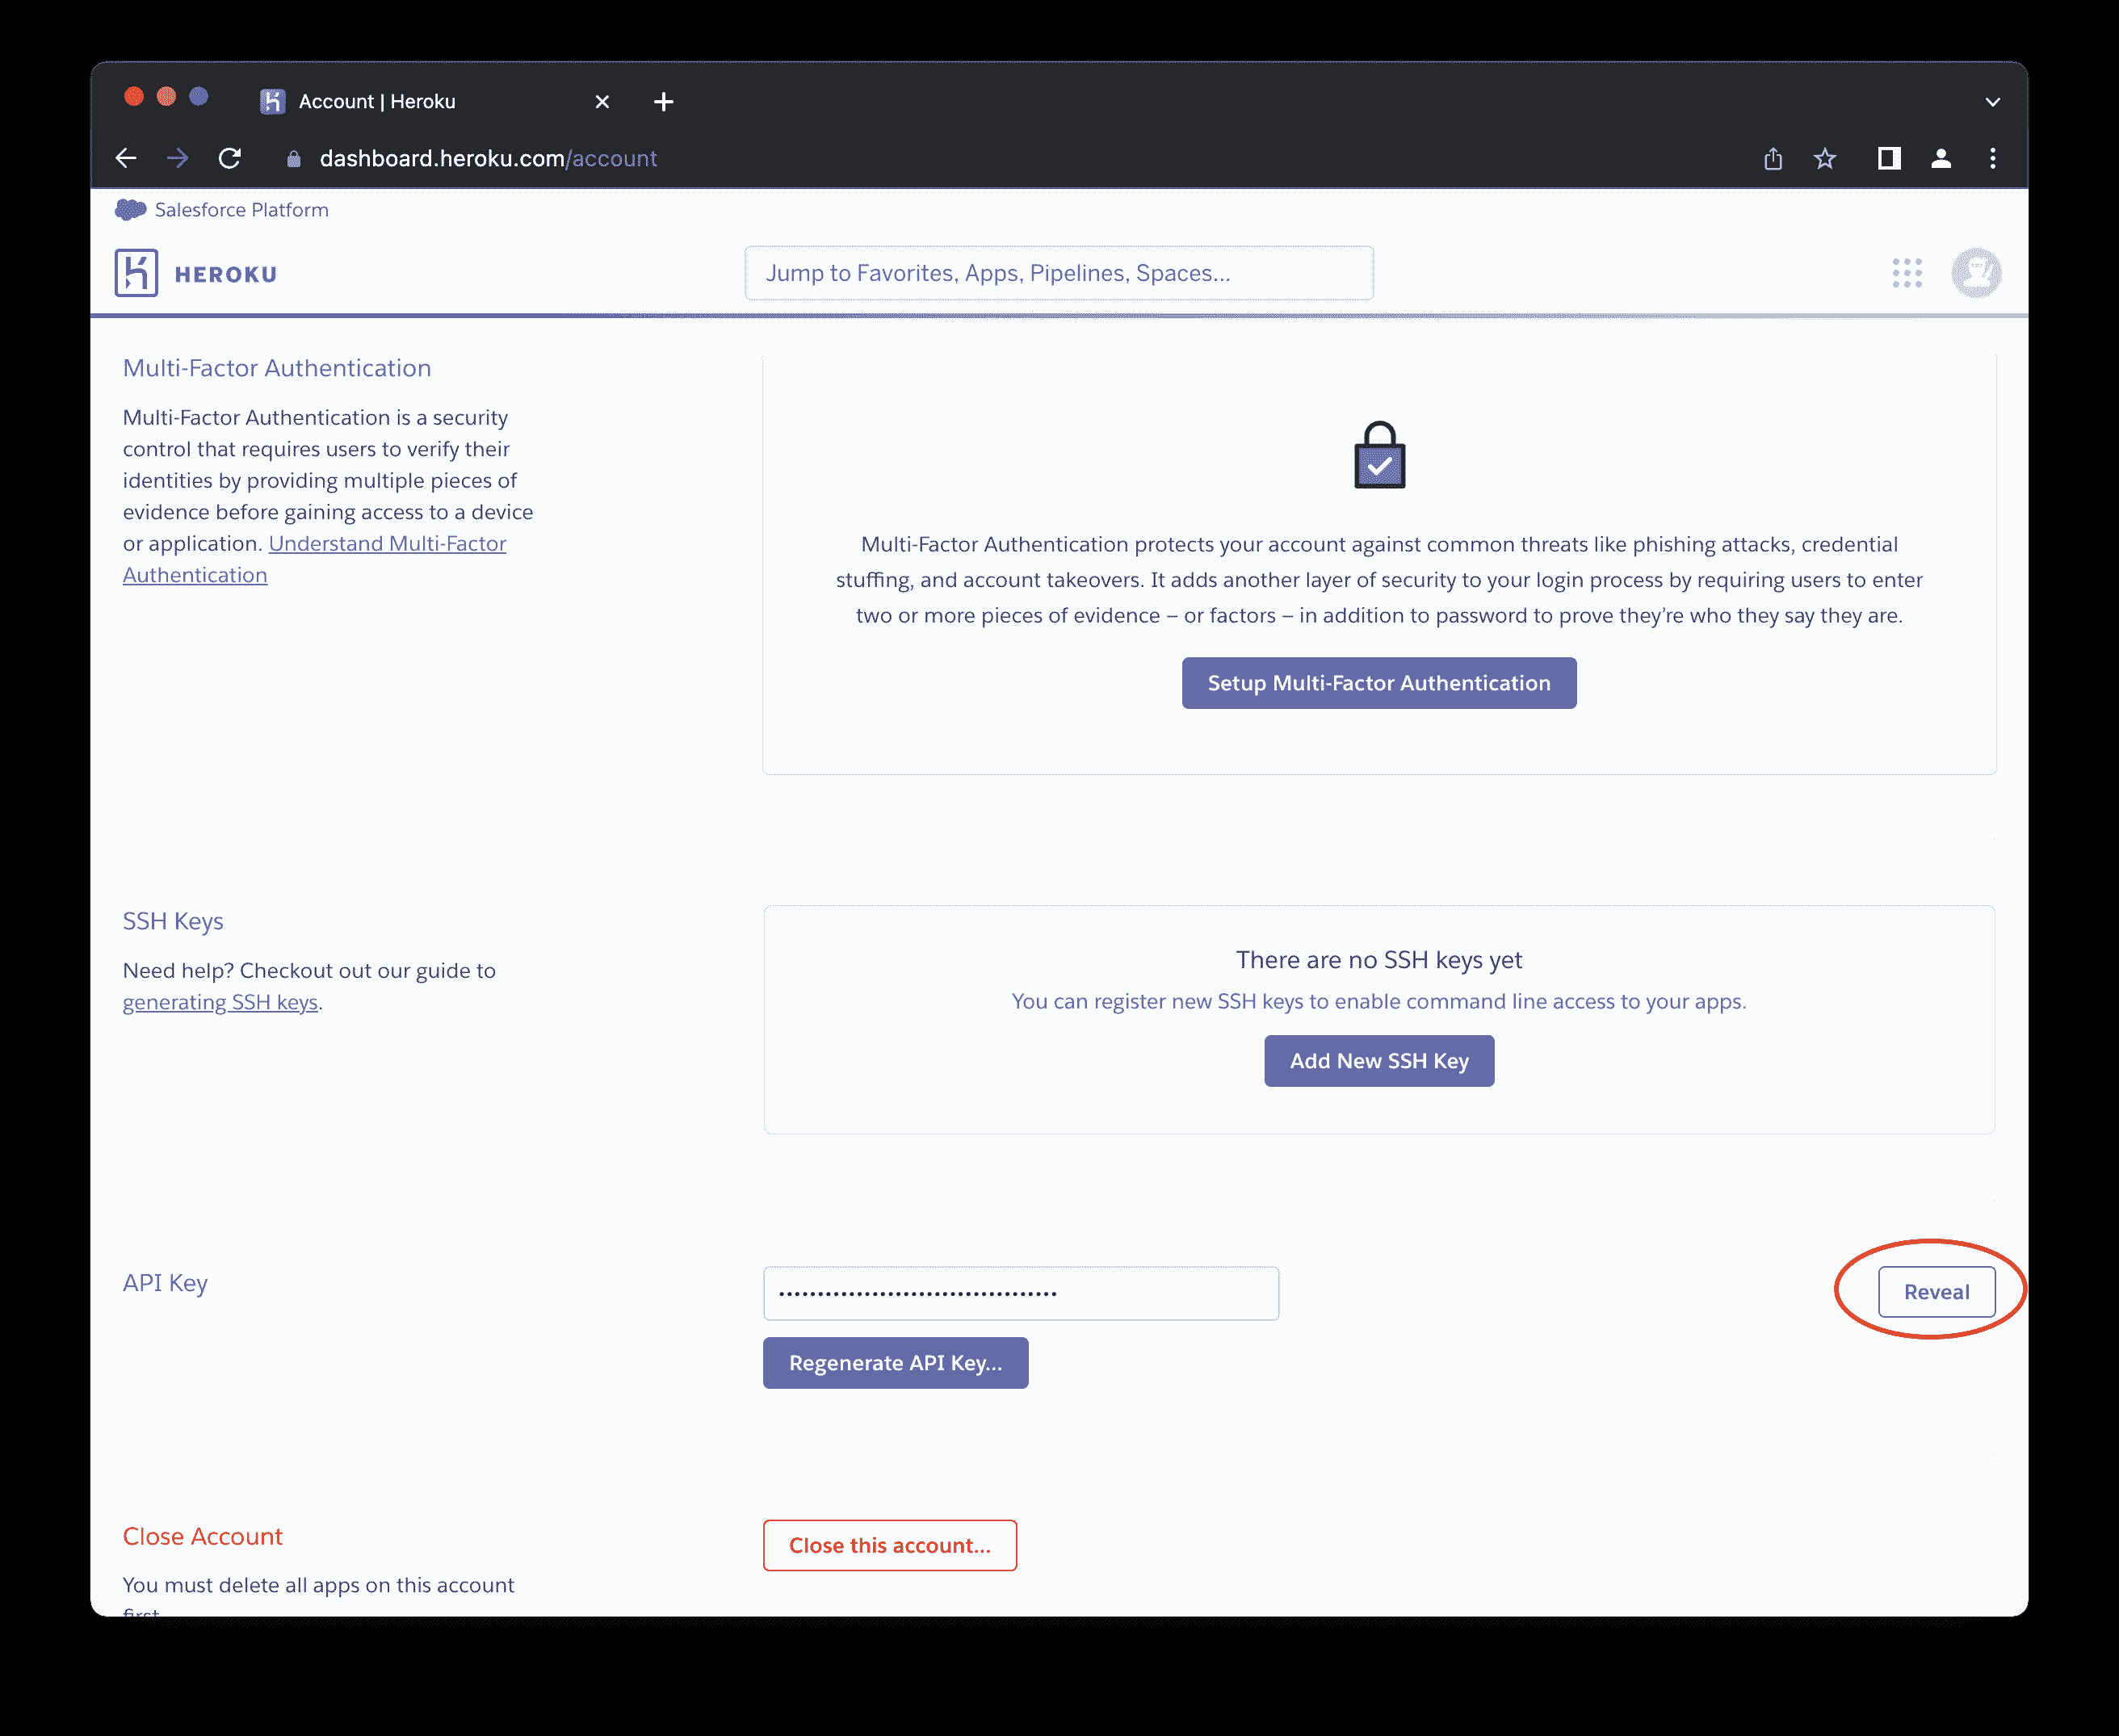 Account | Heroku
dashboard.heroku.com/account
Salesforce Platform
HEROKU
Jump to Favorites, Apps, Pipelines, Spaces...
Multi-Factor Authentication
Multi-Factor Authentication is a security
control that requires users to verify their
identities by providing multiple pieces of
evidence before gaining access to a device
or application. Understand Multi-Factor
Authentication
Multi-Factor Authentication protects your account against common threats like phishing attacks, credential
stuffing, and account takeovers. It adds another layer of security to your login process by requiring users to enter
two or more pieces of evidence – or factors – in addition to password to prove they’re who they say they are.
Setup Multi-Factor Authentication
SSH Keys
Need help? Checkout out our guide to
generating SSH keys.
There are no SSH keys yet
You can register new SSH keys to enable command line access to your apps.
Add New SSH Key
API Key
Reveal
Regenerate API Key...
Close Account
You must delete all apps on this account
first
Close this account...